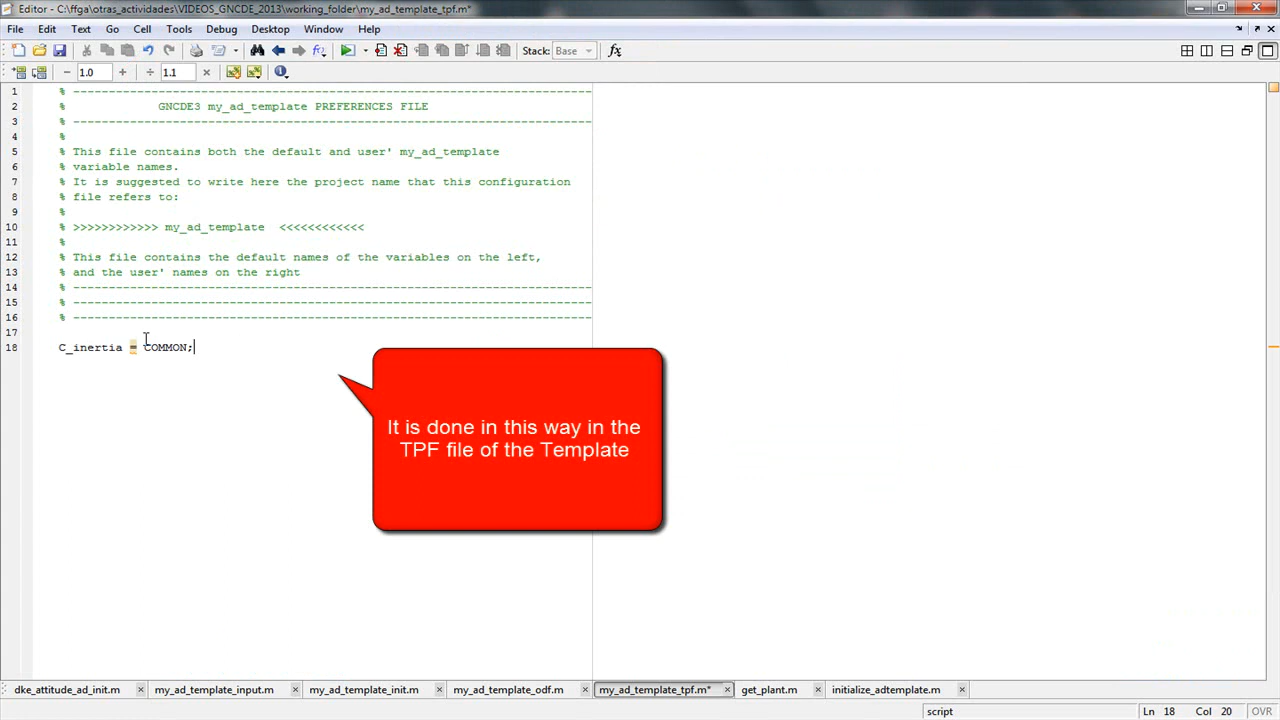 Editor - C:\ffga\otras_actividades\VIDEOS_GNCDE_2013\working_folder\my_ad_template_tpf.m*
File Edit Text Go Cell Tools Debug Desktop Window Help
Stack: Base fx
− 1.0 + ÷ 1.1 ×
1 % -------------------------------------------------------------------------
2 % GNCDE3 my_ad_template PREFERENCES FILE
3 % -------------------------------------------------------------------------
4 %
5 % This file contains both the default and user' my_ad_template
6 % variable names.
7 % It is suggested to write here the project name that this configuration
8 % file refers to:
9 %
10 % >>>>>>>>>>>> my_ad_template <<<<<<<<<<<<
11 %
12 % This file contains the default names of the variables on the left,
13 % and the user' names on the right
14 % -------------------------------------------------------------------------
15 % -------------------------------------------------------------------------
16 % -------------------------------------------------------------------------
17
18 C_inertia = COMMON;
It is done in this way in the
TPF file of the Template
dke_attitude_ad_init.m × my_ad_template_input.m × my_ad_template_init.m × my_ad_template_odf.m × my_ad_template_tpf.m* × get_plant.m × initialize_adtemplate.m ×
script Ln 18 Col 20 OVR